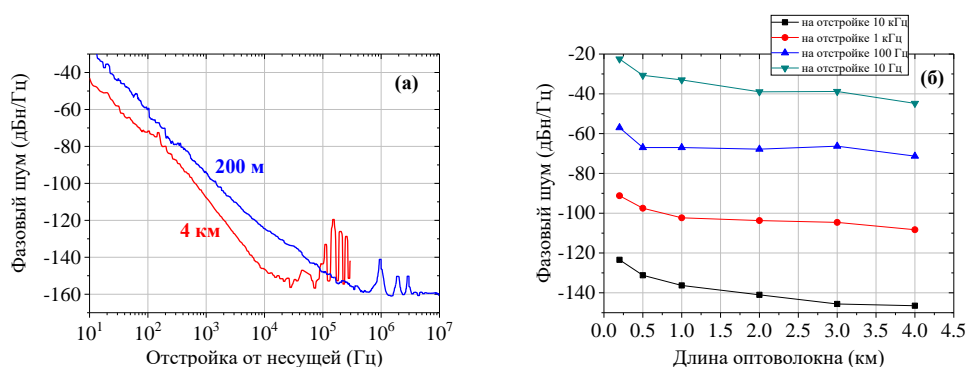 -40
-60
-80
-100
-120
-140
-160
Фазовый шум (дБн/Гц)
(а)
200 м
4 км
10^1 10^2 10^3 10^4 10^5 10^6 10^7
Отстройка от несущей (Гц)
на отстройке 10 кГц
на отстройке 1 кГц
на отстройке 100 Гц
на отстройке 10 Гц
-20
-40
-60
-80
-100
-120
-140
Фазовый шум (дБн/Гц)
(б)
0.0 0.5 1.0 1.5 2.0 2.5 3.0 3.5 4.0 4.5
Длина оптоволокна (км)